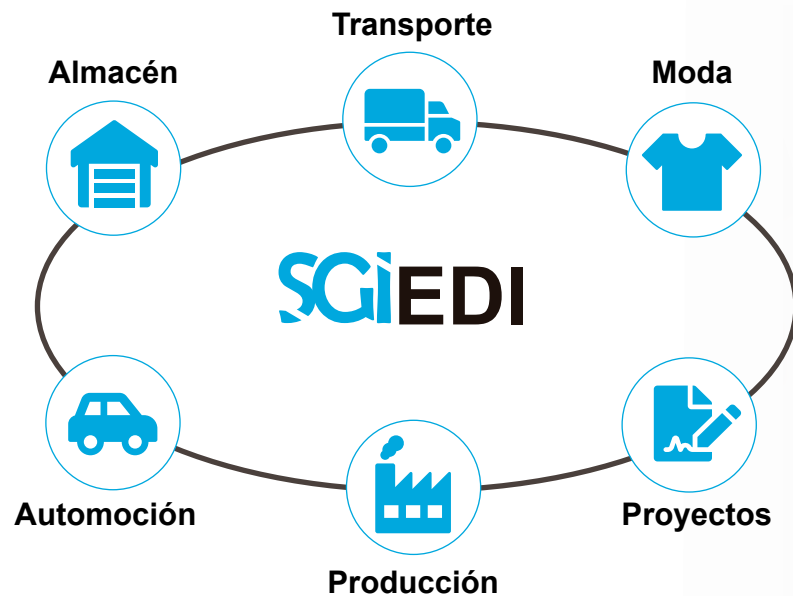 Transporte
Almacén
Moda
SGiEDI
Automoción
Proyectos
Producción